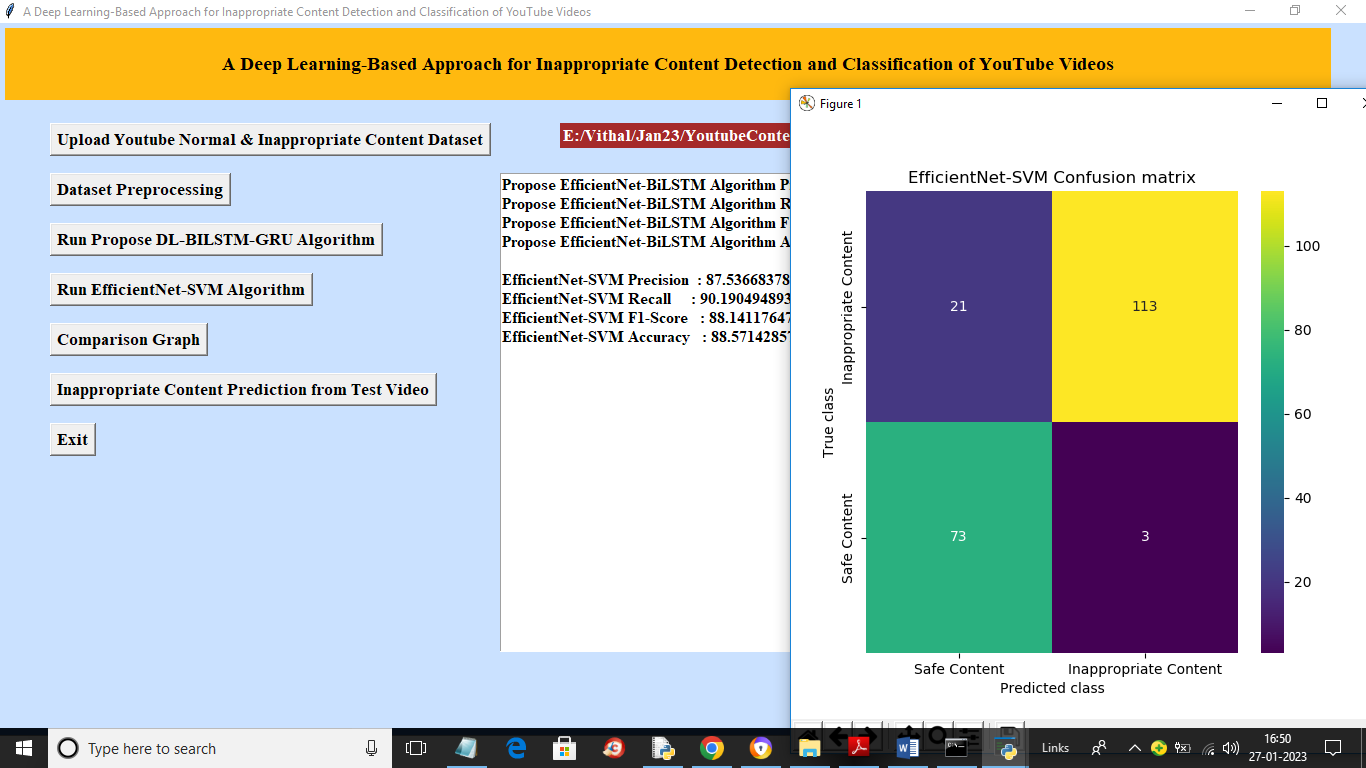 A Deep Learning-Based Approach for Inappropriate Content Detection and Classification of YouTube Videos
A Deep Learning-Based Approach for Inappropriate Content Detection and Classification of YouTube Videos
Upload Youtube Normal & Inappropriate Content Dataset
E:/Vithal/Jan23/YoutubeConte
Dataset Preprocessing
Run Propose DL-BILSTM-GRU Algorithm
Run EfficientNet-SVM Algorithm
Comparison Graph
Inappropriate Content Prediction from Test Video
Exit
Propose EfficientNet-BiLSTM Algorithm P
Propose EfficientNet-BiLSTM Algorithm R
Propose EfficientNet-BiLSTM Algorithm F
Propose EfficientNet-BiLSTM Algorithm A
EfficientNet-SVM Precision : 87.53668378
EfficientNet-SVM Recall : 90.190494893
EfficientNet-SVM F1-Score : 88.14117647
EfficientNet-SVM Accuracy : 88.57142857
Figure 1
EfficientNet-SVM Confusion matrix
True class
Inappropriate Content
Safe Content
21
113
73
3
100
80
60
40
20
Safe Content
Inappropriate Content
Predicted class
Type here to search
Links
16:50
27-01-2023